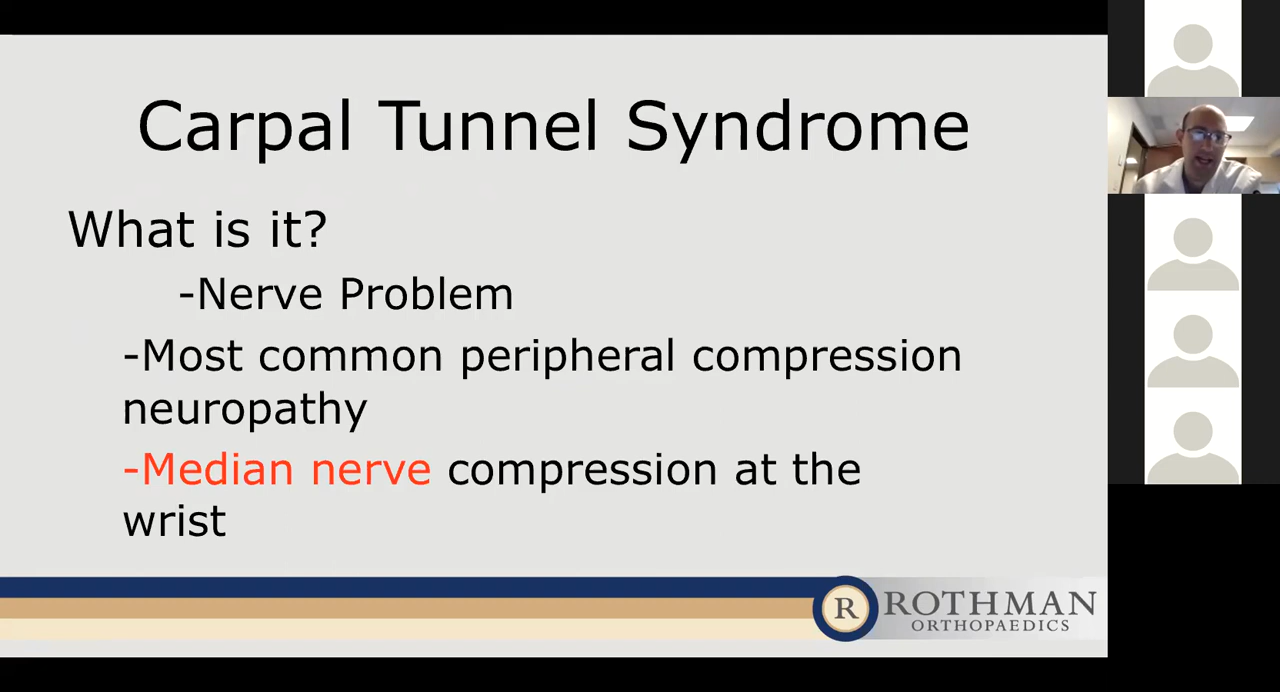 Carpal Tunnel Syndrome
What is it?
-Nerve Problem
-Most common peripheral compression
neuropathy
-Median nerve compression at the
wrist
R ROTHMAN
ORTHOPAEDICS